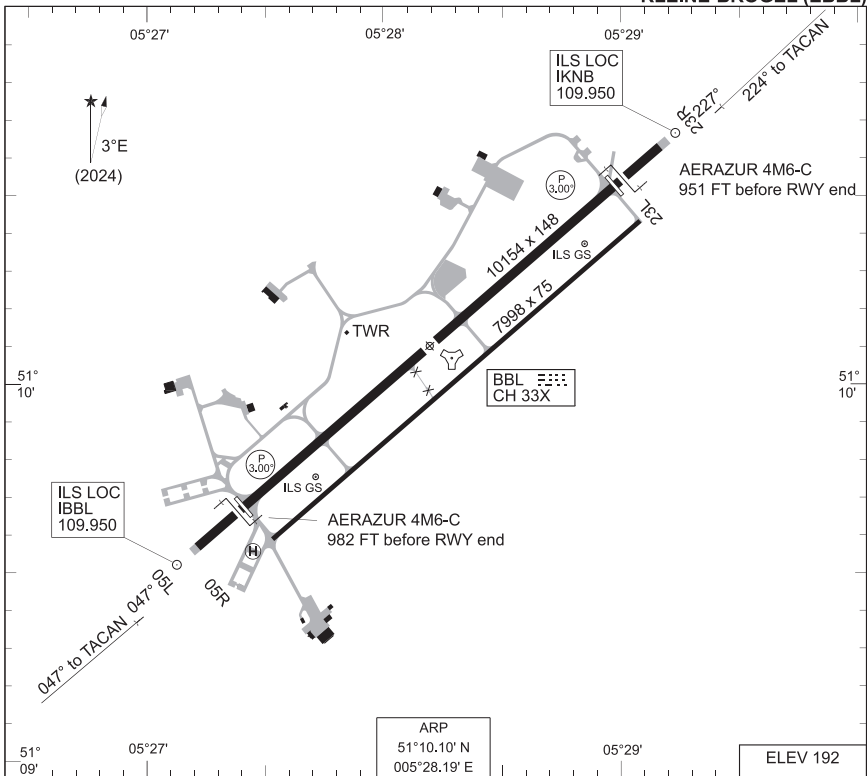 05°27'
05°28'
05°29'
ILS LOC
IKNB
109.950
224° to TACAN
227°
23R
3°E
(2024)
AERAZUR 4M6-C
951 FT before RWY end
P
3.00°
23L
10154 x 148
ILS GS
7998 x 75
TWR
51°
10'
51°
10'
BBL
CH 33X
P
3.00°
ILS GS
ILS LOC
IBBL
109.950
AERAZUR 4M6-C
982 FT before RWY end
H
05L
05R
047°
047° to TACAN
ARP
51°10.10' N
005°28.19' E
05°27'
05°29'
51°
09'
ELEV 192